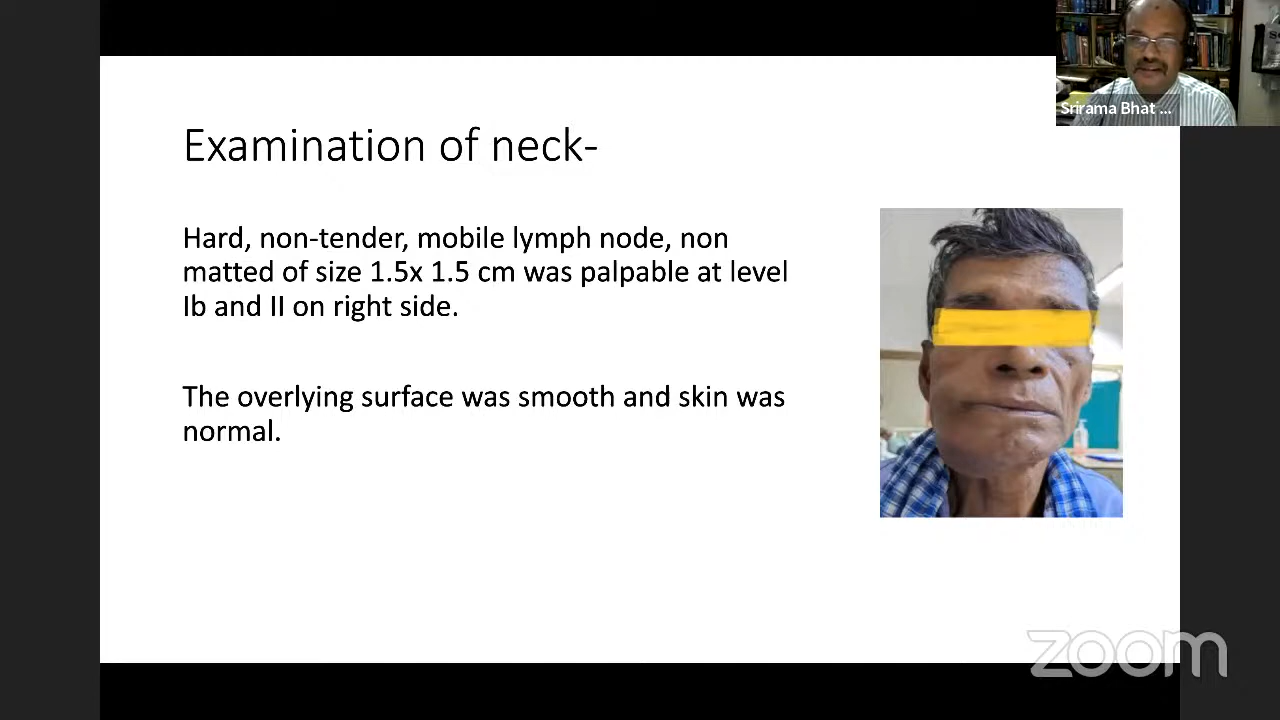 Examination of neck-
Hard, non-tender, mobile lymph node, non
matted of size 1.5x 1.5 cm was palpable at level
Ib and II on right side.
The overlying surface was smooth and skin was
normal.
Srirama Bhat ...
zoom